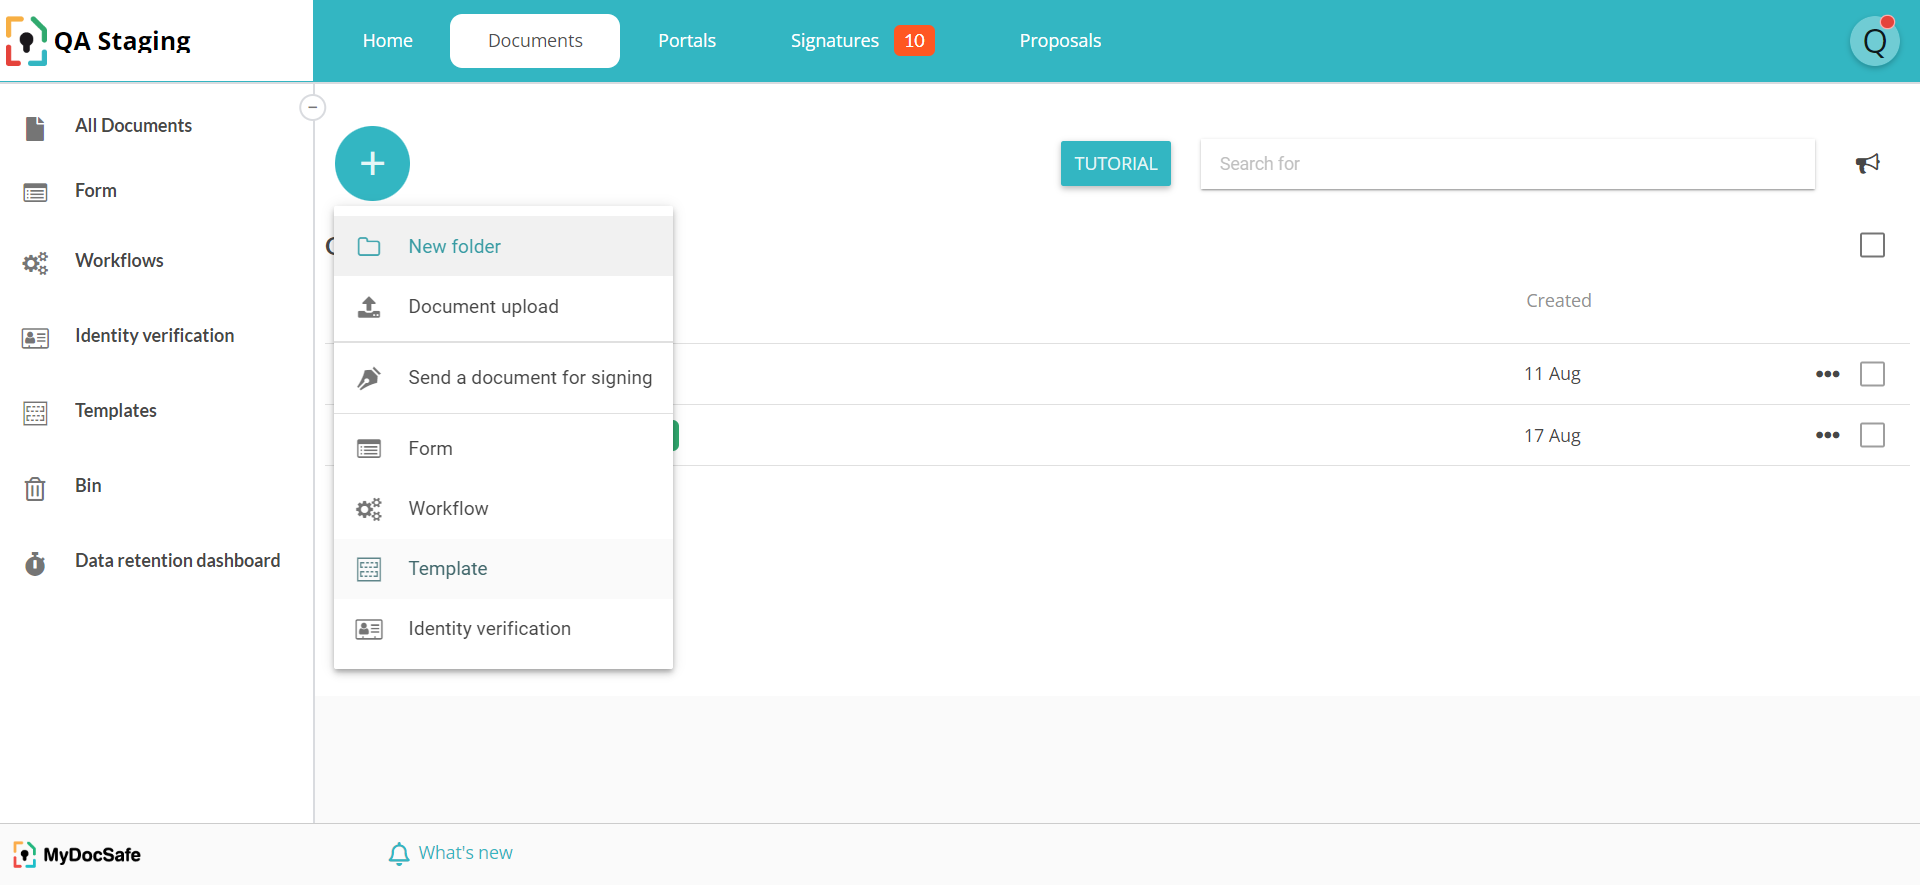 QA Staging
Home
Documents
Portals
Signatures 10
Proposals
Q
All Documents
Form
Workflows
Identity verification
Templates
Bin
Data retention dashboard
TUTORIAL
Search for
New folder
Document upload
Send a document for signing
Form
Workflow
Template
Identity verification
Created
11 Aug
17 Aug
MyDocSafe
What's new